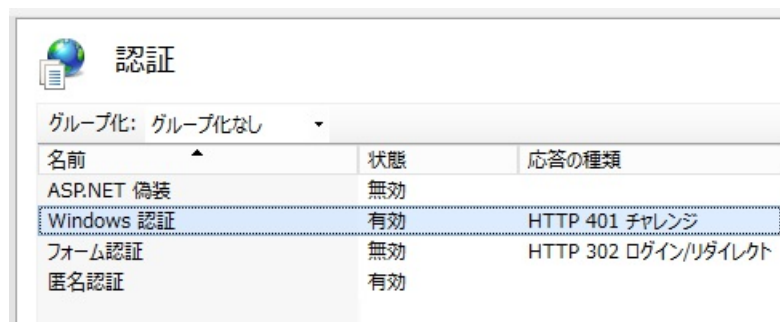 認証
グループ化: グループ化なし
名前 状態 応答の種類
ASP.NET 偽装 無効
Windows 認証 有効 HTTP 401 チャレンジ
フォーム認証 無効 HTTP 302 ログイン/リダイレクト
匿名認証 有効